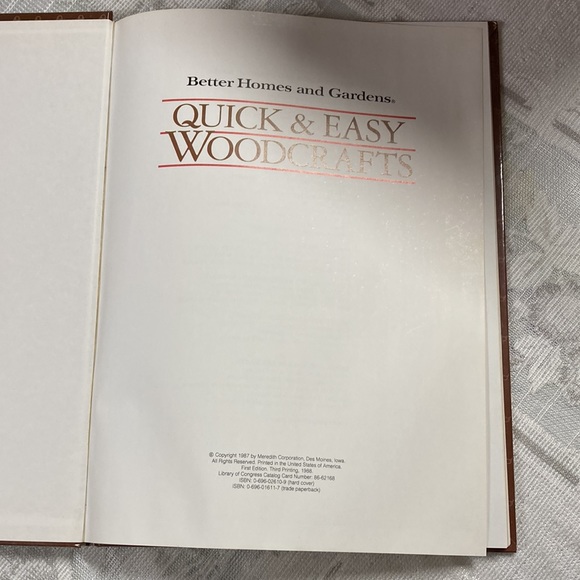 Better Homes and Gardens®
QUICK & EASY
WOODCRAFTS
© Copyright 1987 by Meredith Corporation, Des Moines, Iowa.
All Rights Reserved. Printed in the United States of America.
First Edition, Third Printing, 1988.
Library of Congress Catalog Card Number: 86-62168
ISBN: 0-696-02610-9 (hard cover)
ISBN: 0-696-01611-7 (trade paperback)